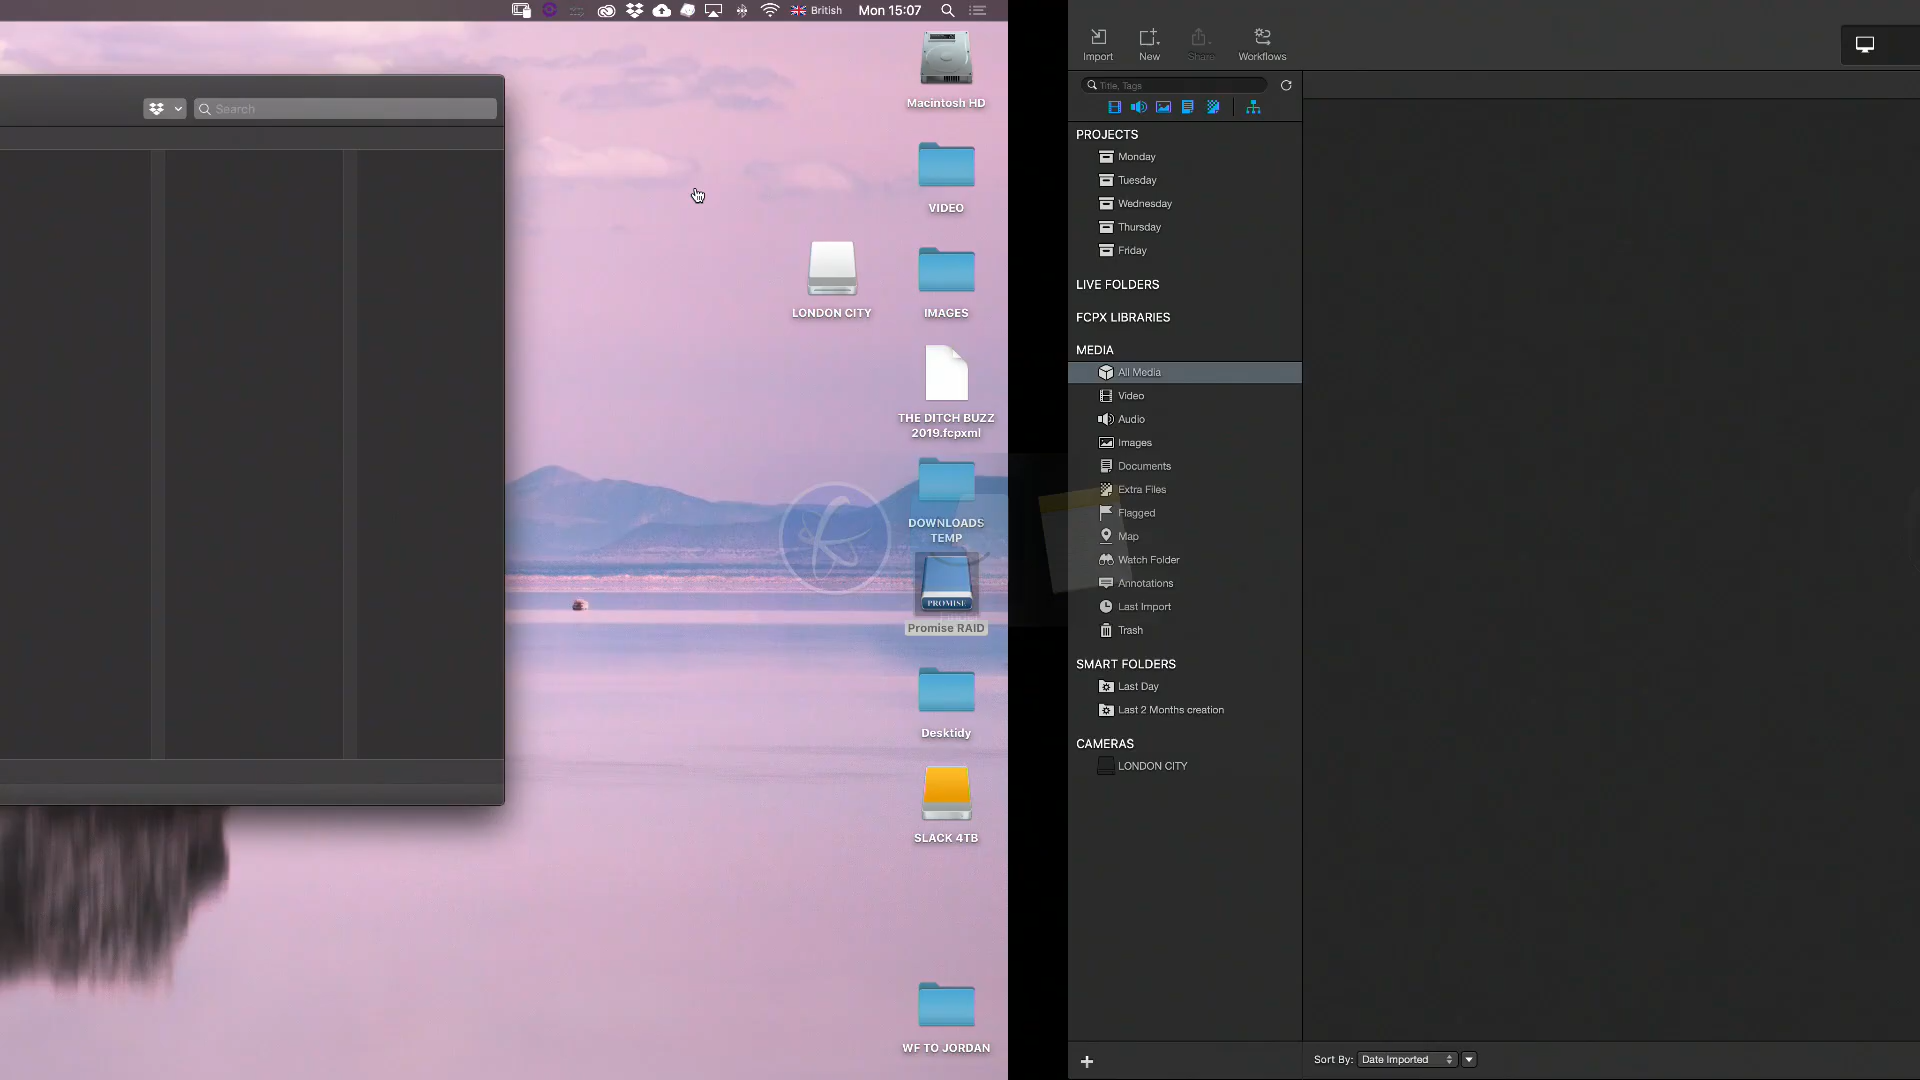 British
Mon 15:07
Search
Macintosh HD
VIDEO
LONDON CITY
IMAGES
THE DITCH BUZZ
2019.fcpxml
DOWNLOADS
TEMP
PROMISE
Promise RAID
Desktidy
SLACK 4TB
WF TO JORDAN
Import
New
Share
Workflows
Title, Tags
PROJECTS
Monday
Tuesday
Wednesday
Thursday
Friday
LIVE FOLDERS
FCPX LIBRARIES
MEDIA
All Media
Video
Audio
Images
Documents
Extra Files
Flagged
Map
Watch Folder
Annotations
Last Import
Trash
SMART FOLDERS
Last Day
Last 2 Months creation
CAMERAS
LONDON CITY
Sort By: Date Imported